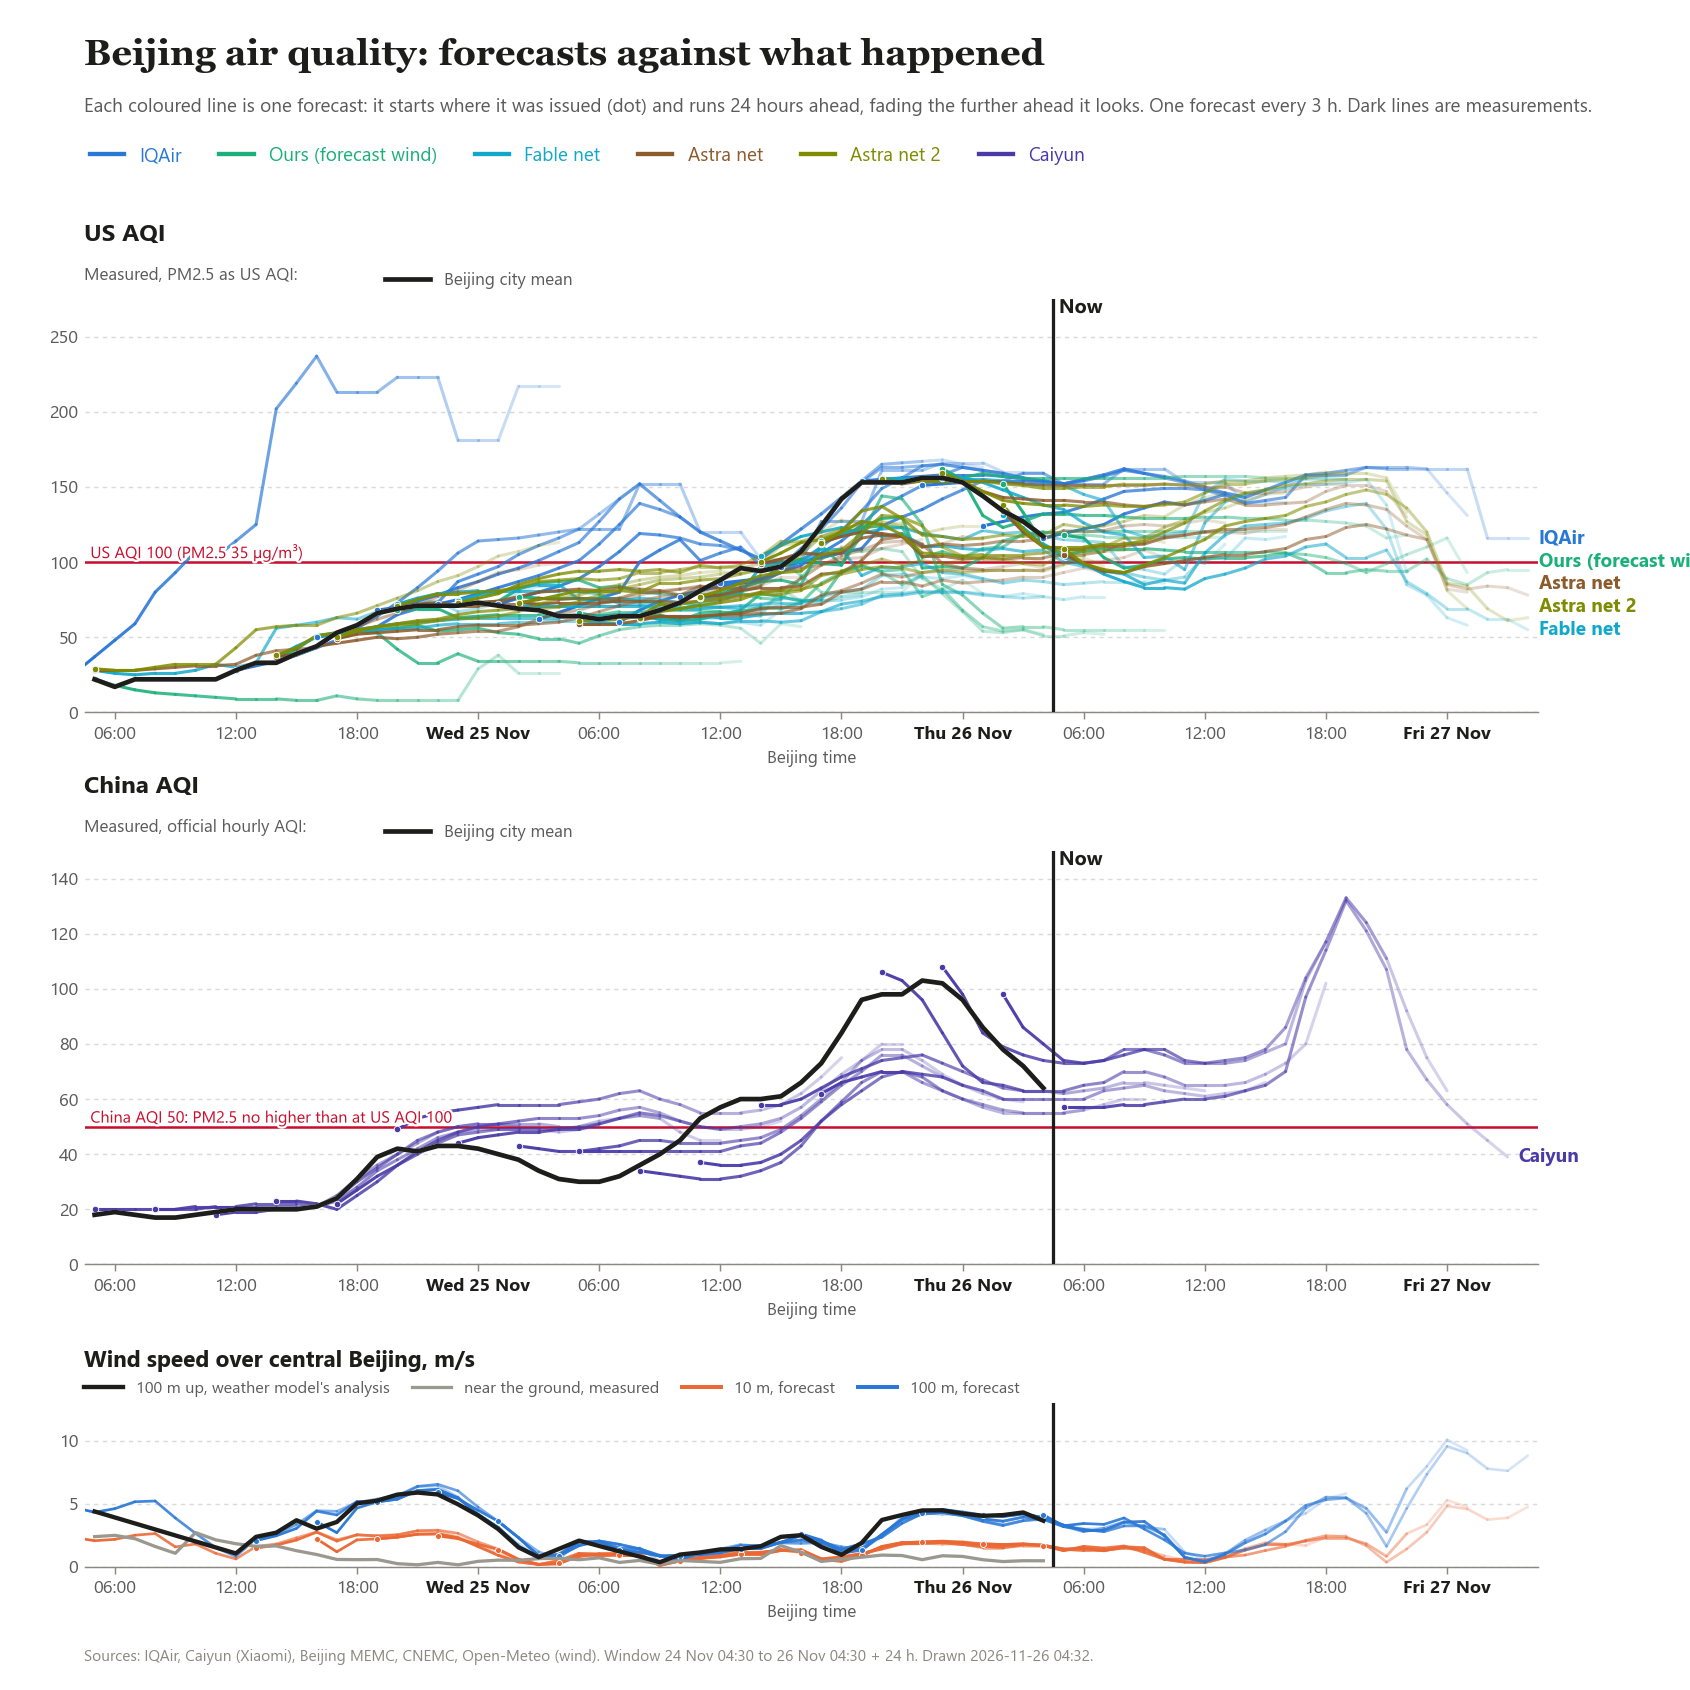 Beijing air quality: forecasts against what happened
Each coloured line is one forecast: it starts where it was issued (dot) and runs 24 hours ahead, fading the further ahead it looks. One forecast every 3 h. Dark lines are measurements.
IQAir Ours (forecast wind) Fable net Astra net Astra net 2 Caiyun
US AQI
Measured, PM2.5 as US AQI: Beijing city mean
Now
250
200
150
100
50
0
US AQI 100 (PM2.5 35 µg/m³)
IQAir
Ours (forecast wi
Astra net
Astra net 2
Fable net
06:00 12:00 18:00 Wed 25 Nov 06:00 12:00 18:00 Thu 26 Nov 06:00 12:00 18:00 Fri 27 Nov
Beijing time
China AQI
Measured, official hourly AQI: Beijing city mean
Now
140
120
100
80
60
40
20
0
China AQI 50: PM2.5 no higher than at US AQI 100
Caiyun
06:00 12:00 18:00 Wed 25 Nov 06:00 12:00 18:00 Thu 26 Nov 06:00 12:00 18:00 Fri 27 Nov
Beijing time
Wind speed over central Beijing, m/s
100 m up, weather model's analysis near the ground, measured 10 m, forecast 100 m, forecast
10
5
0
06:00 12:00 18:00 Wed 25 Nov 06:00 12:00 18:00 Thu 26 Nov 06:00 12:00 18:00 Fri 27 Nov
Beijing time
Sources: IQAir, Caiyun (Xiaomi), Beijing MEMC, CNEMC, Open-Meteo (wind). Window 24 Nov 04:30 to 26 Nov 04:30 + 24 h. Drawn 2026-11-26 04:32.